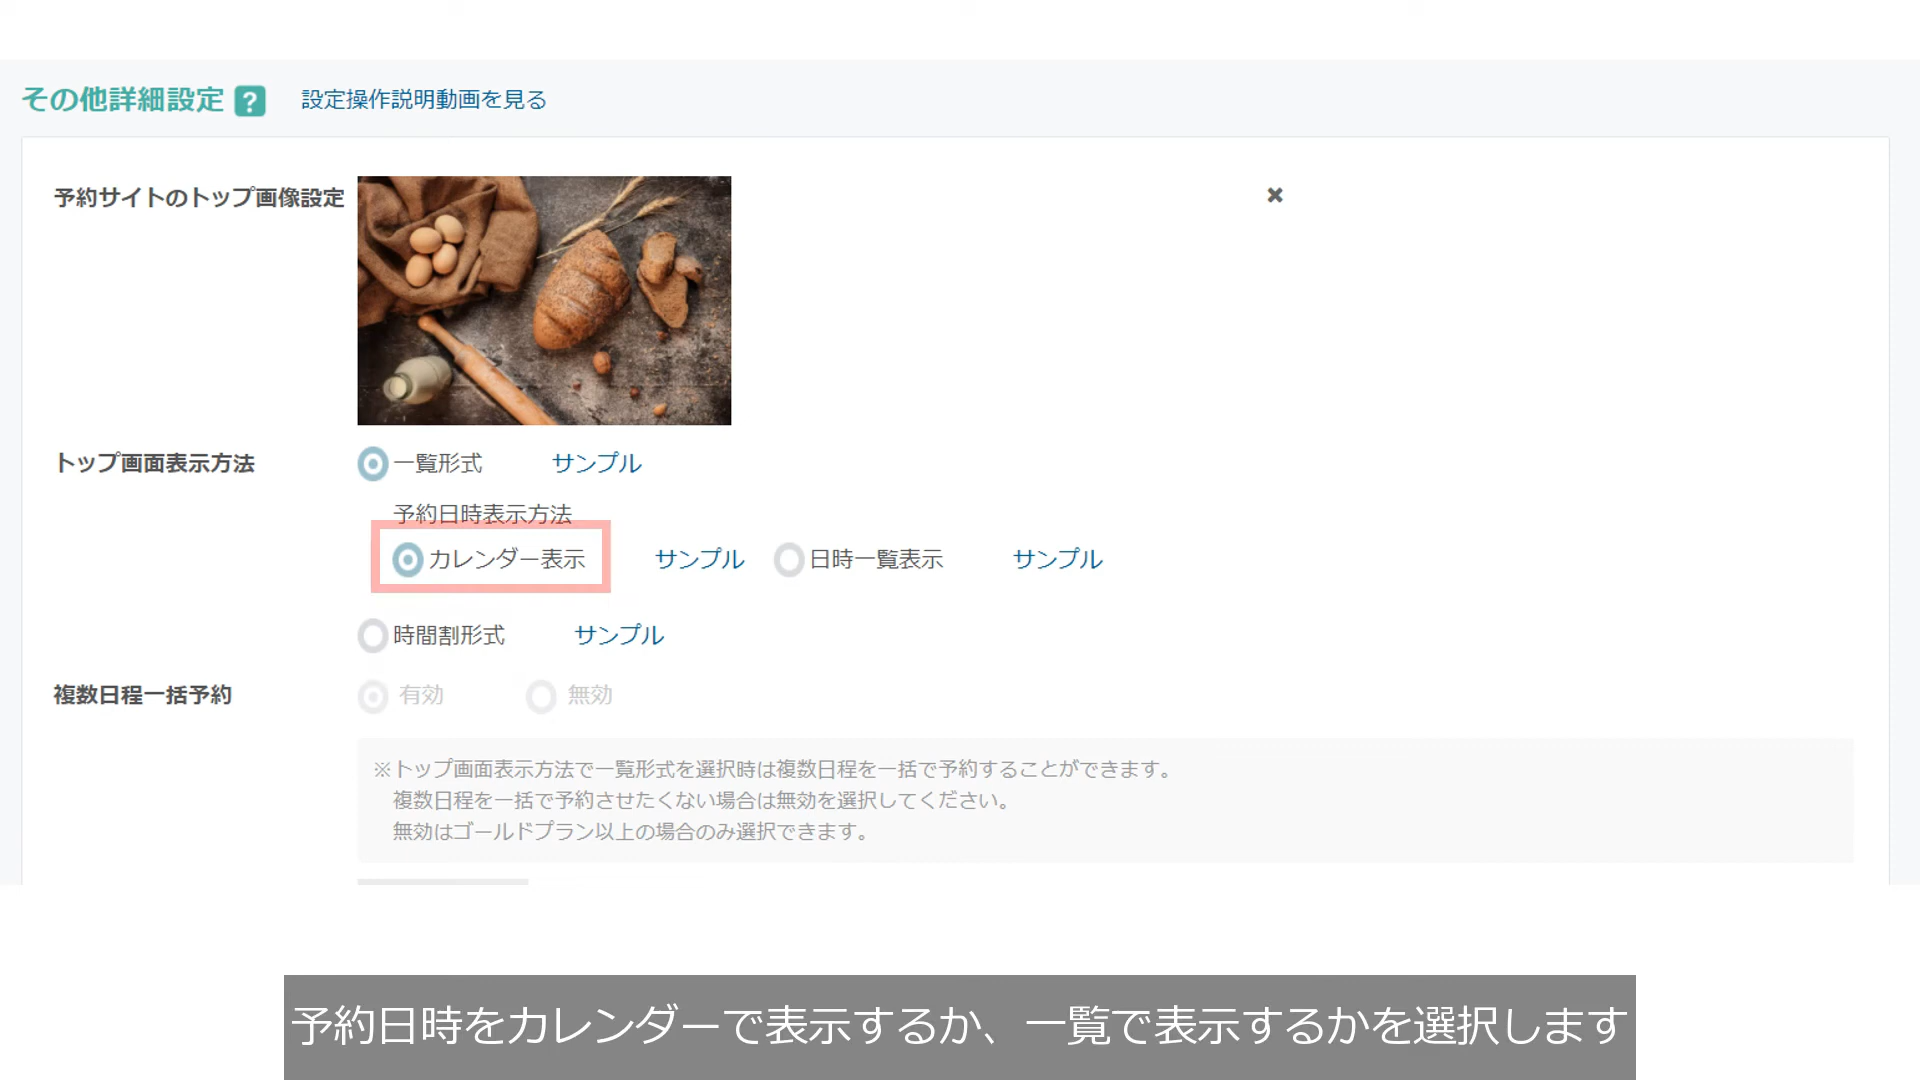 その他詳細設定 ? 設定操作説明動画を見る
予約サイトのトップ画像設定
トップ画面表示方法 一覧形式 サンプル
予約日時表示方法
カレンダー表示 サンプル 日時一覧表示 サンプル
時間割形式 サンプル
複数日程一括予約 有効 無効
※トップ画面表示方法で一覧形式を選択時は複数日程を一括で予約することができます。
複数日程を一括で予約させたくない場合は無効を選択してください。
無効はゴールドプラン以上の場合のみ選択できます。
予約日時をカレンダーで表示するか、一覧で表示するかを選択します